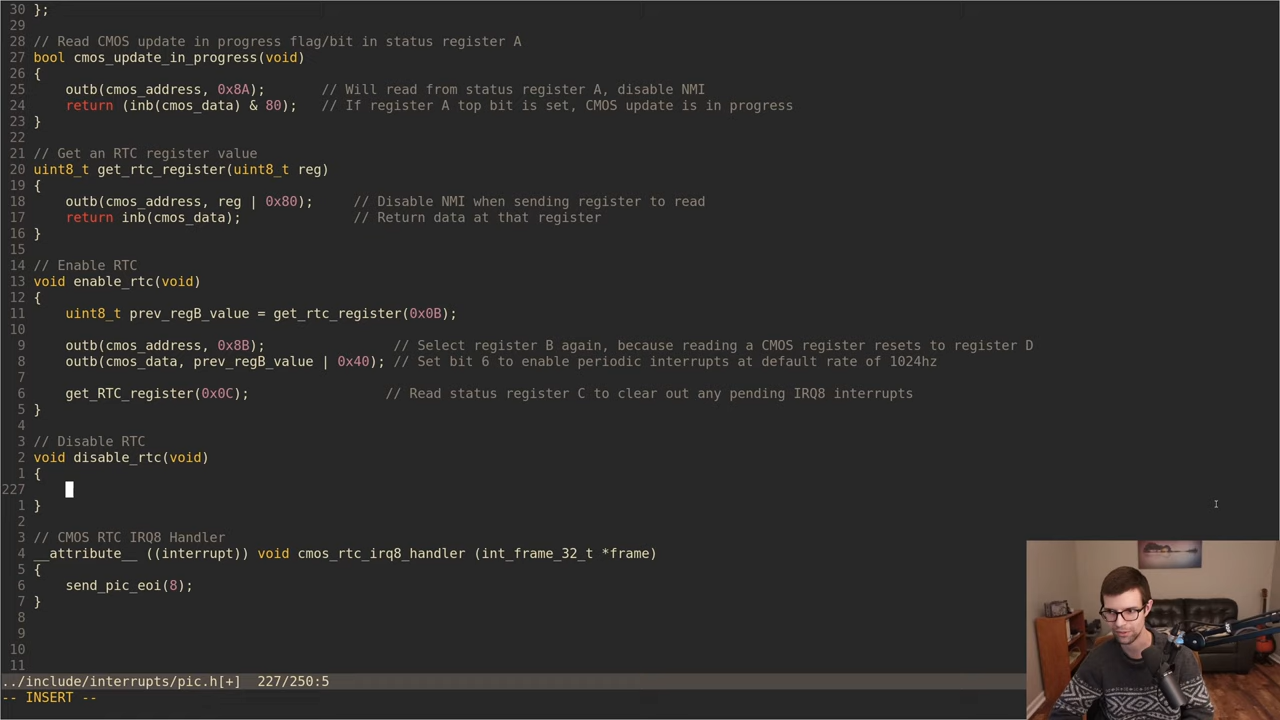 30 };
29
28 // Read CMOS update in progress flag/bit in status register A
27 bool cmos_update_in_progress(void)
26 {
25     outb(cmos_address, 0x8A);       // Will read from status register A, disable NMI
24     return (inb(cmos_data) & 80);   // If register A top bit is set, CMOS update is in progress
23 }
22
21 // Get an RTC register value
20 uint8_t get_rtc_register(uint8_t reg)
19 {
18     outb(cmos_address, reg | 0x80);     // Disable NMI when sending register to read
17     return inb(cmos_data);              // Return data at that register
16 }
15
14 // Enable RTC
13 void enable_rtc(void)
12 {
11     uint8_t prev_regB_value = get_rtc_register(0x0B);
10
9     outb(cmos_address, 0x8B);                // Select register B again, because reading a CMOS register resets to register D
8     outb(cmos_data, prev_regB_value | 0x40); // Set bit 6 to enable periodic interrupts at default rate of 1024hz
7
6     get_RTC_register(0x0C);                 // Read status register C to clear out any pending IRQ8 interrupts
5 }
4
3 // Disable RTC
2 void disable_rtc(void)
1 {
227
1 }
2
3 // CMOS RTC IRQ8 Handler
4 __attribute__ ((interrupt)) void cmos_rtc_irq8_handler (int_frame_32_t *frame)
5 {
6     send_pic_eoi(8);
7 }
8
9
10
11
../include/interrupts/pic.h[+]  227/250:5
-- INSERT --